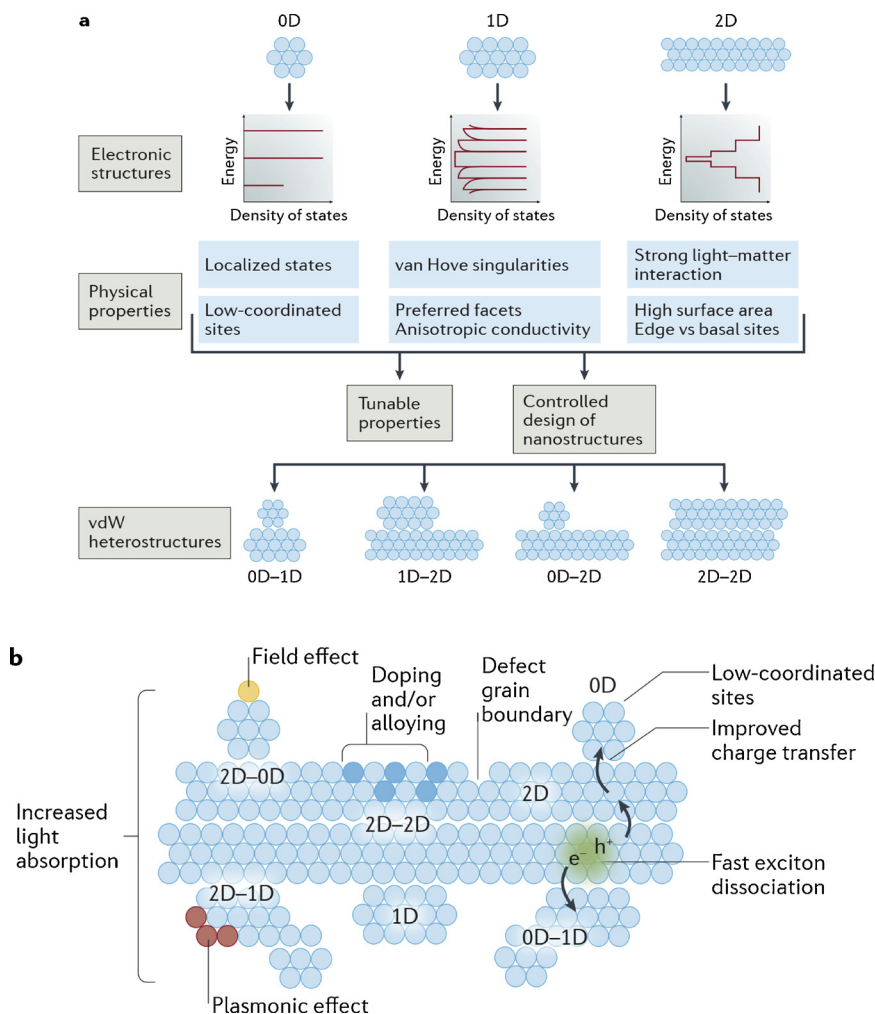 a
0D
1D
2D
Electronic
structures
Energy
Density of states
Energy
Density of states
Energy
Density of states
Physical
properties
Localized states
van Hove singularities
Strong light–matter
interaction
Low-coordinated
sites
Preferred facets
Anisotropic conductivity
High surface area
Edge vs basal sites
Tunable
properties
Controlled
design of
nanostructures
vdW
heterostructures
0D–1D
1D–2D
0D–2D
2D–2D
b
Field effect
Doping
and/or
alloying
Defect
grain
boundary
0D
Low-coordinated
sites
Improved
charge transfer
2D–0D
2D
2D–2D
Increased
light
absorption
e⁻ h⁺
Fast exciton
dissociation
2D–1D
1D
0D–1D
Plasmonic effect